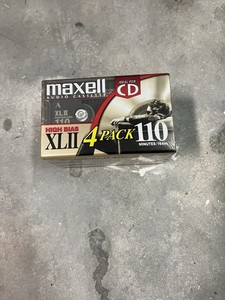 maxell
AUDIO CASSETTE
IDEAL FOR
CD
A
XLII
110
HIGH BIAS
XLII
4 PACK
110
MINUTES/